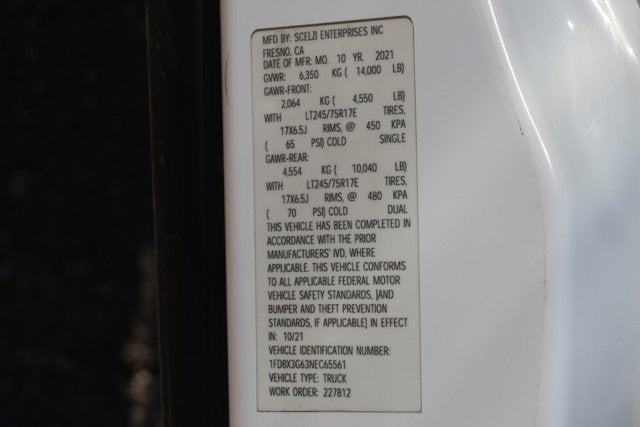 MFD BY: SCELZI ENTERPRISES INC
FRESNO, CA
DATE OF MFR: MO. 10 YR. 2021
GVWR: 6,350 KG ( 14,000 LB)
GAWR-FRONT:
2,064 KG ( 4,550 LB)
WITH LT245/75R17E TIRES,
17X6.5J RIMS, @ 450 KPA
( 65 PSI) COLD SINGLE
GAWR-REAR:
4,554 KG ( 10,040 LB)
WITH LT245/75R17E TIRES,
17X6.5J RIMS, @ 480 KPA
( 70 PSI) COLD DUAL
THIS VEHICLE HAS BEEN COMPLETED IN
ACCORDANCE WITH THE PRIOR
MANUFACTURERS' IVD, WHERE
APPLICABLE. THIS VEHICLE CONFORMS
TO ALL APPLICABLE FEDERAL MOTOR
VEHICLE SAFETY STANDARDS, [AND
BUMPER AND THEFT PREVENTION
STANDARDS, IF APPLICABLE] IN EFFECT
IN: 10/21
VEHICLE IDENTIFICATION NUMBER:
1FD8X3G63NEC65561
VEHICLE TYPE: TRUCK
WORK ORDER: 227812